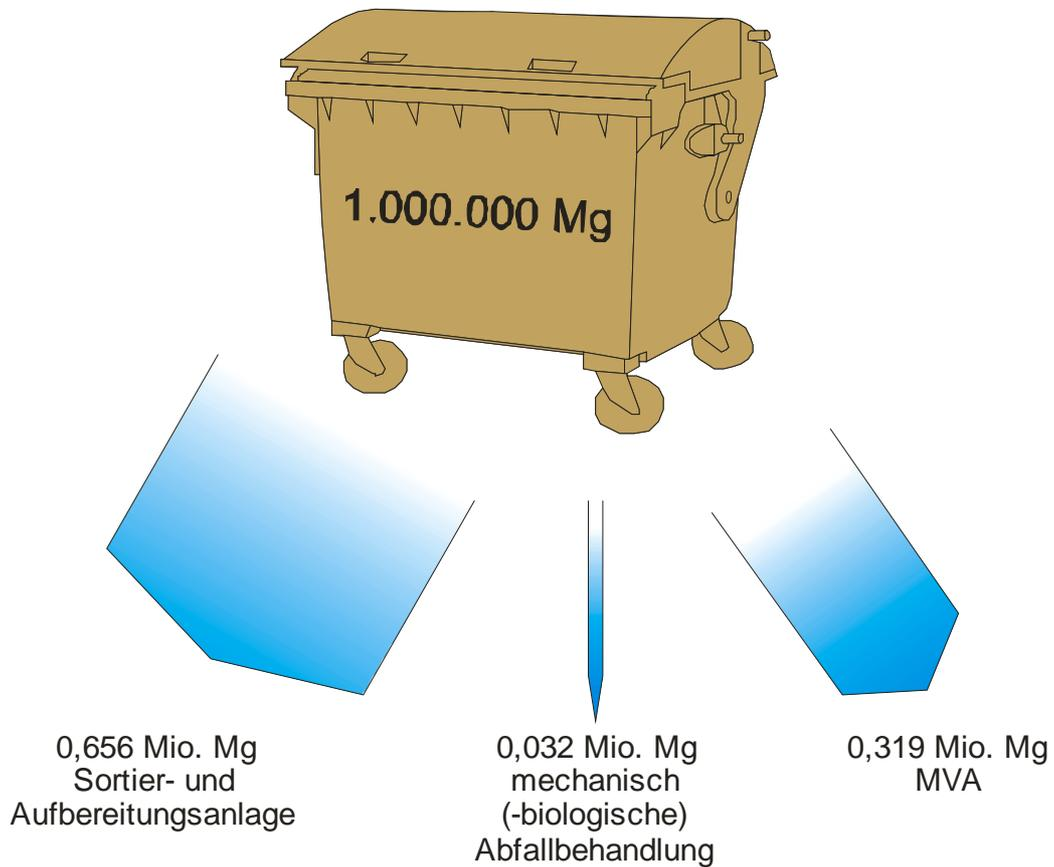 1.000.000 Mg
0,656 Mio. Mg
Sortier- und
Aufbereitungsanlage
0,032 Mio. Mg
mechanisch
(-biologische)
Abfallbehandlung
0,319 Mio. Mg
MVA